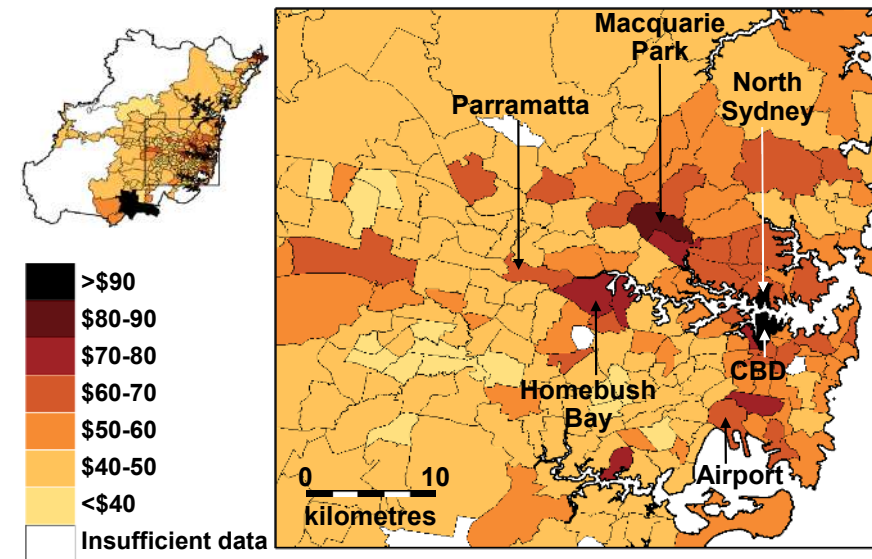 Macquarie
Park
North
Sydney
Parramatta
>$90
$80-90
$70-80
$60-70
$50-60
$40-50
<$40
Insufficient data
CBD
Homebush
Bay
Airport
0 10
kilometres